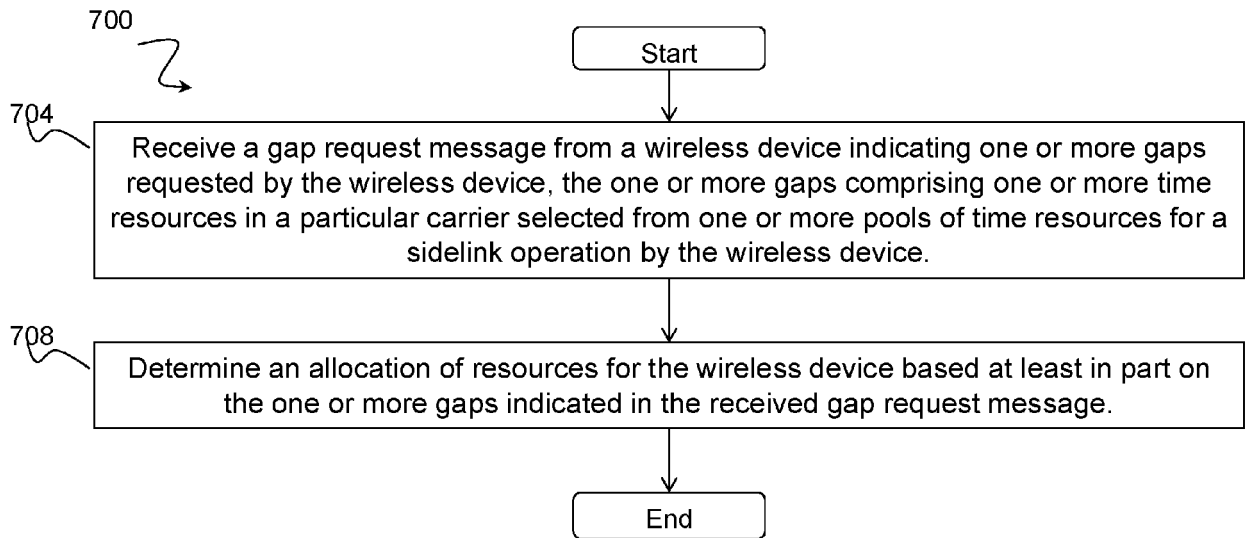 700
Start
704
Receive a gap request message from a wireless device indicating one or more gaps
requested by the wireless device, the one or more gaps comprising one or more time
resources in a particular carrier selected from one or more pools of time resources for a
sidelink operation by the wireless device.
708
Determine an allocation of resources for the wireless device based at least in part on
the one or more gaps indicated in the received gap request message.
End